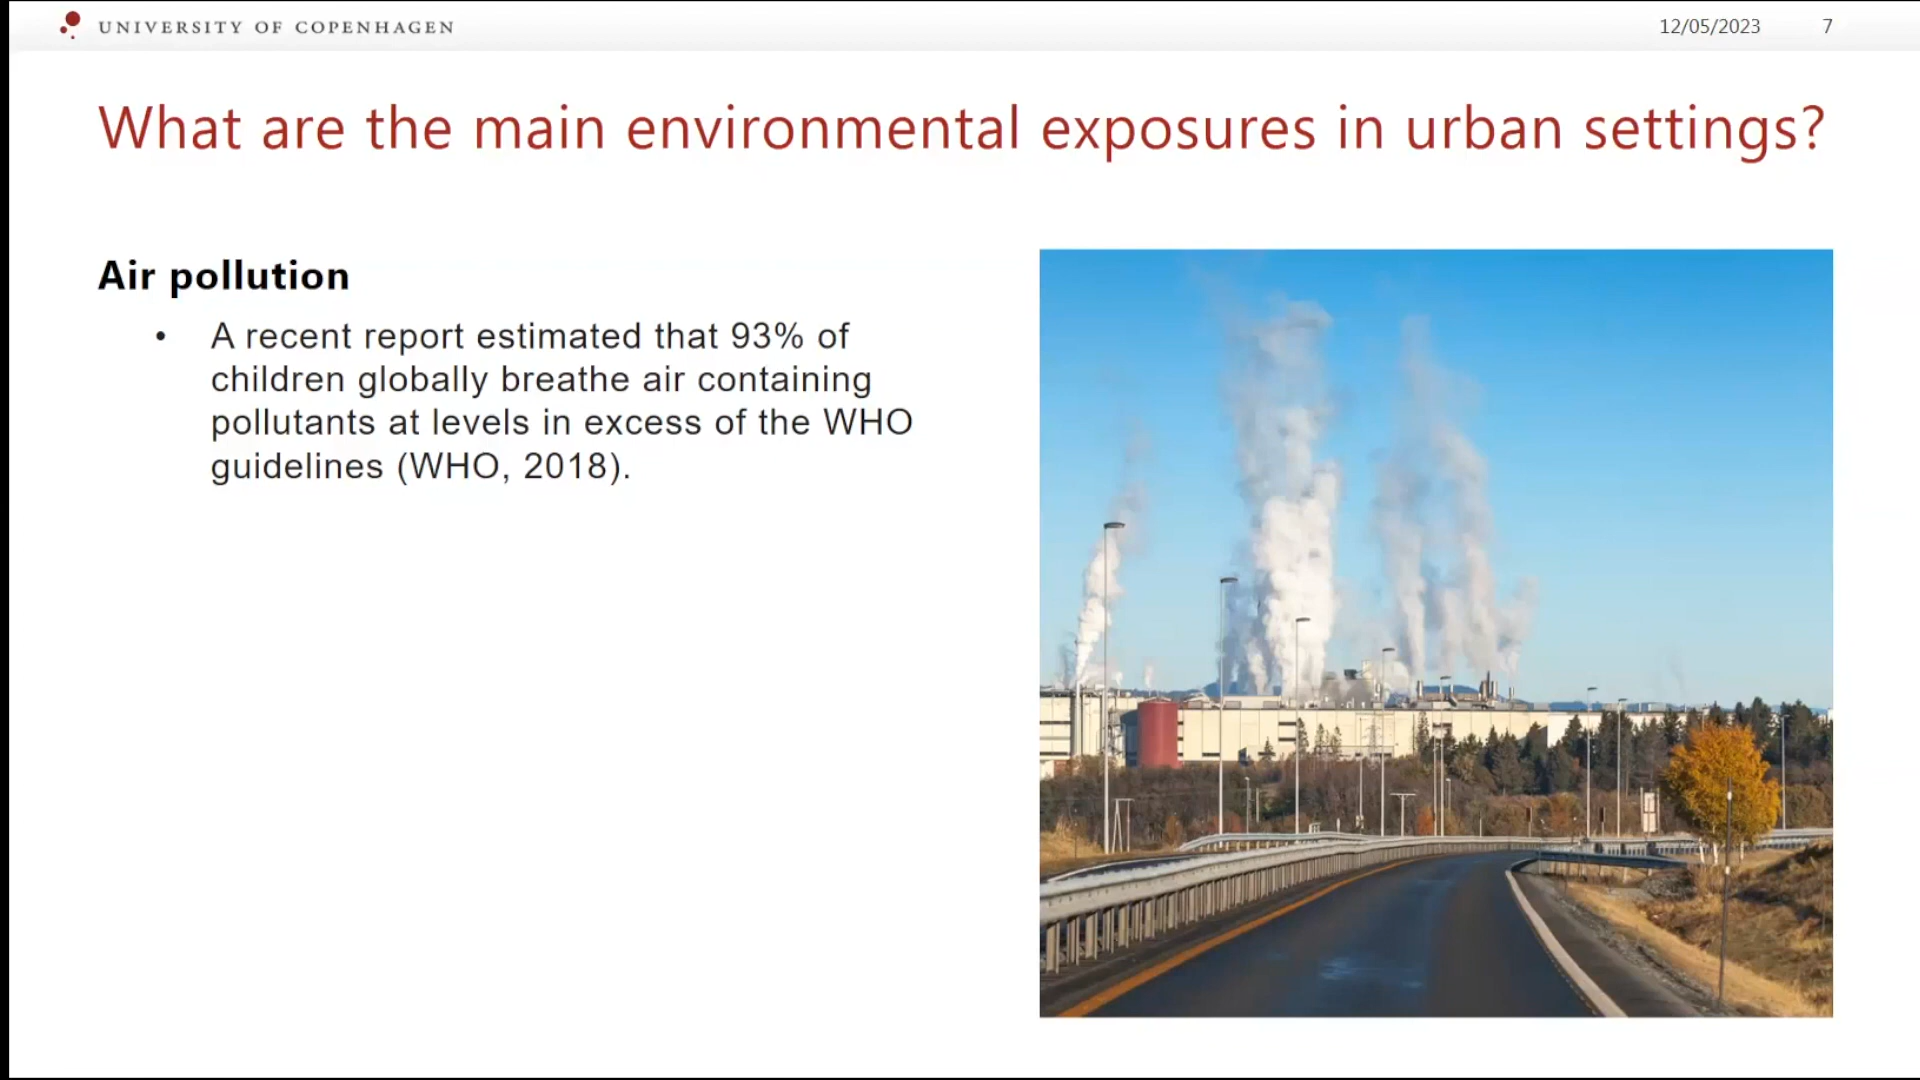 UNIVERSITY OF COPENHAGEN
12/05/2023 7
What are the main environmental exposures in urban settings?
Air pollution
• A recent report estimated that 93% of
children globally breathe air containing
pollutants at levels in excess of the WHO
guidelines (WHO, 2018).